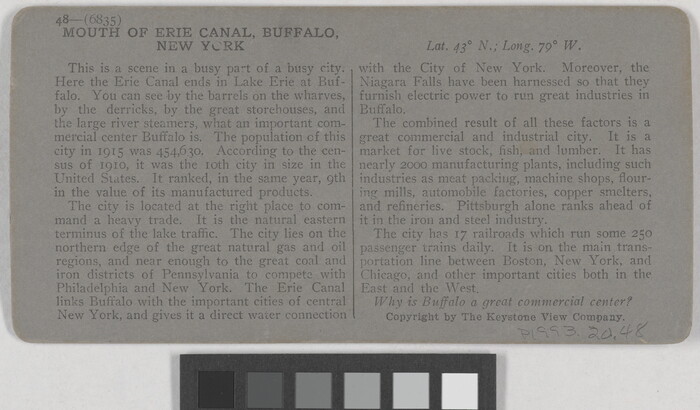 48—(6835)
MOUTH OF ERIE CANAL, BUFFALO,
NEW YORK
Lat. 43° N.; Long. 79° W.
This is a scene in a busy part of a busy city.
Here the Erie Canal ends in Lake Erie at Buf-
falo. You can see by the barrels on the wharves,
by the derricks, by the great storehouses, and
the large river steamers, what an important com-
mercial center Buffalo is. The population of this
city in 1915 was 454,630. According to the cen-
sus of 1910, it was the 10th city in size in the
United States. It ranked, in the same year, 9th
in the value of its manufactured products.
The city is located at the right place to com-
mand a heavy trade. It is the natural eastern
terminus of the lake traffic. The city lies on the
northern edge of the great natural gas and oil
regions, and near enough to the great coal and
iron districts of Pennsylvania to compete with
Philadelphia and New York. The Erie Canal
links Buffalo with the important cities of central
New York, and gives it a direct water connection
with the City of New York. Moreover, the
Niagara Falls have been harnessed so that they
furnish electric power to run great industries in
Buffalo.
The combined result of all these factors is a
great commercial and industrial city. It is a
market for live stock, fish, and lumber. It has
nearly 2000 manufacturing plants, including such
industries as meat packing, machine shops, flour-
ing mills, automobile factories, copper smelters,
and refineries. Pittsburgh alone ranks ahead of
it in the iron and steel industry.
The city has 17 railroads which run some 250
passenger trains daily. It is on the main trans-
portation line between Boston, New York, and
Chicago, and other important cities both in the
East and the West.
Why is Buffalo a great commercial center?
Copyright by The Keystone View Company.
P1993.20.48